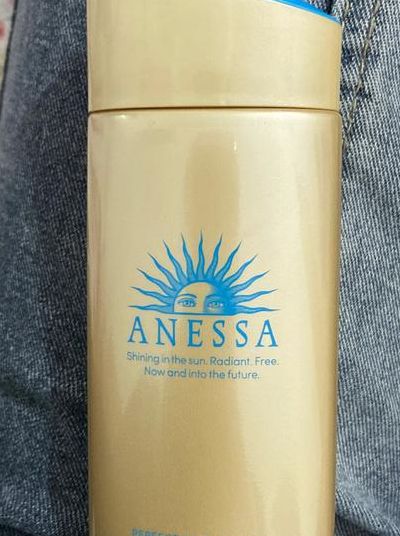 ANESSA
Shining in the sun. Radiant. Free.
Now and into the future.